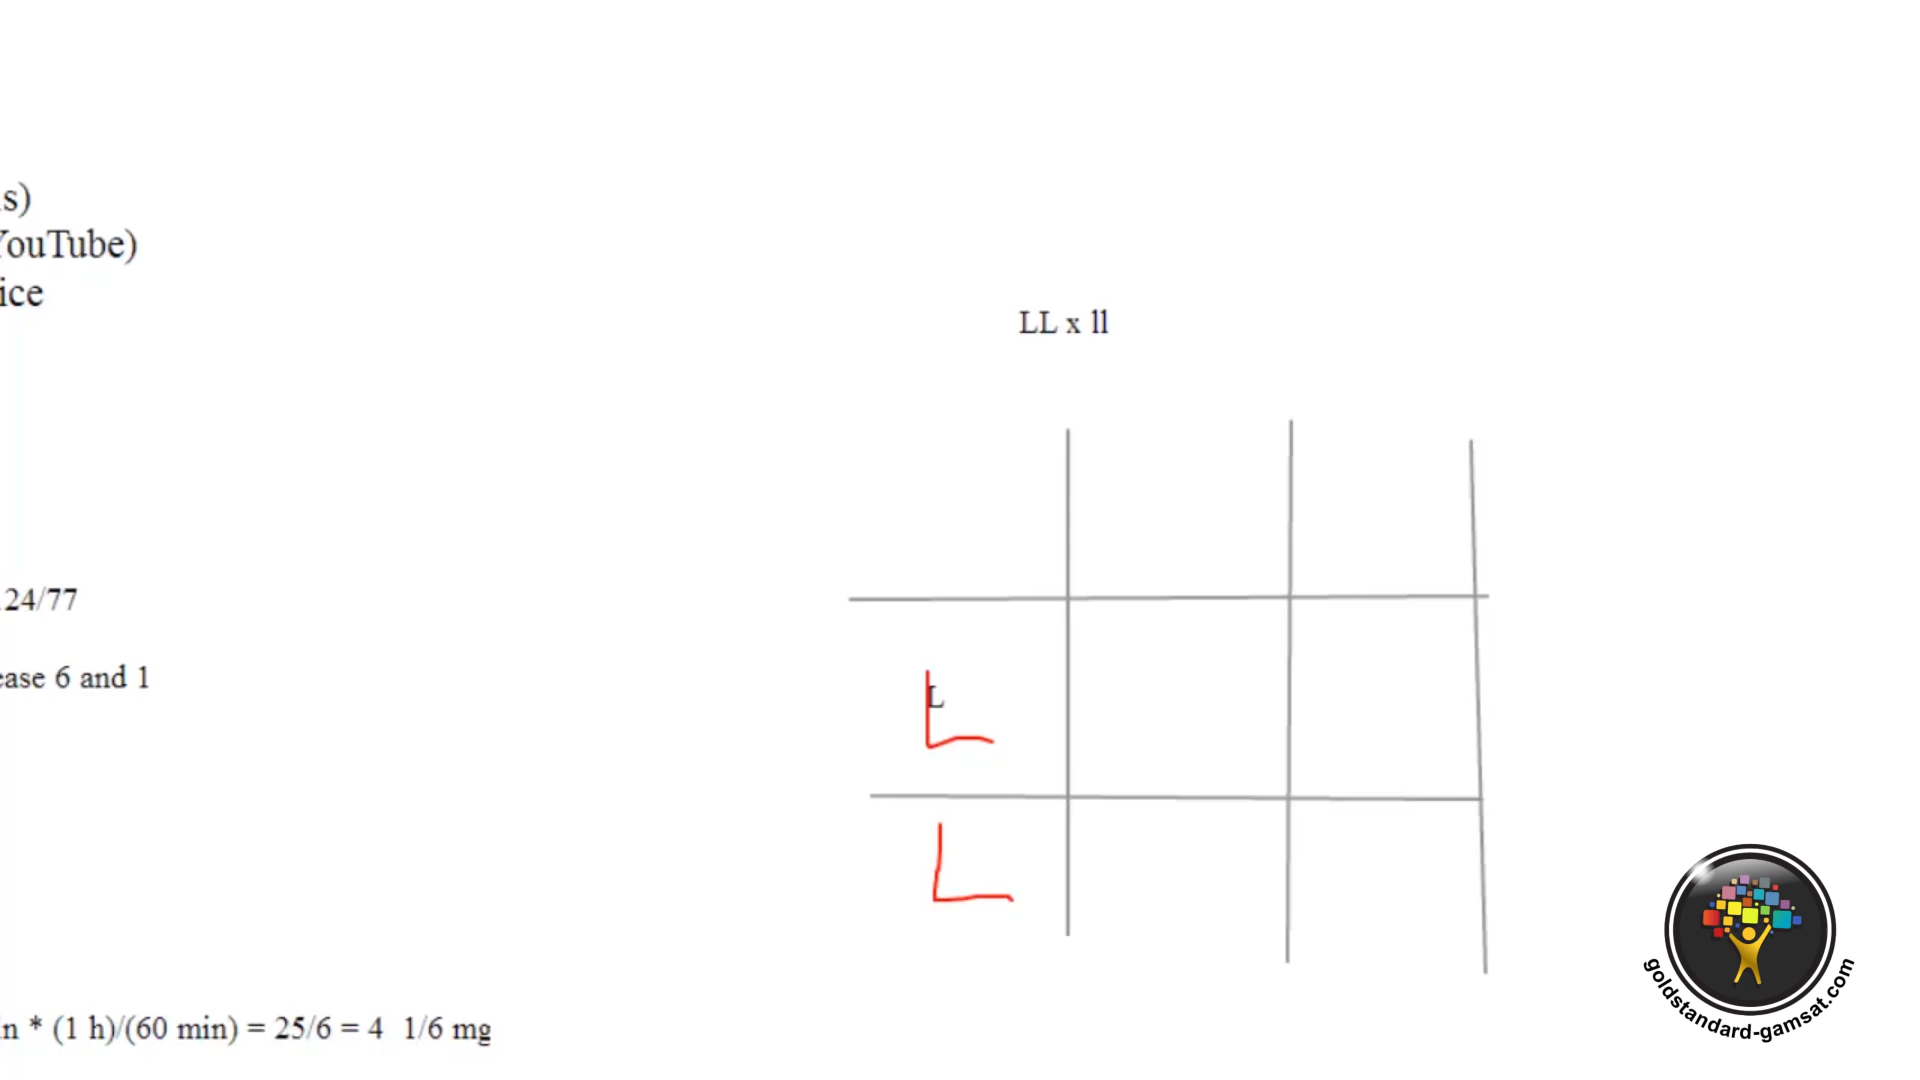 s)
YouTube)
ice
LL x ll
24/77
ease 6 and 1
L
L
L
n * (1 h)/(60 min) = 25/6 = 4  1/6 mg
goldstandard-gamsat.com